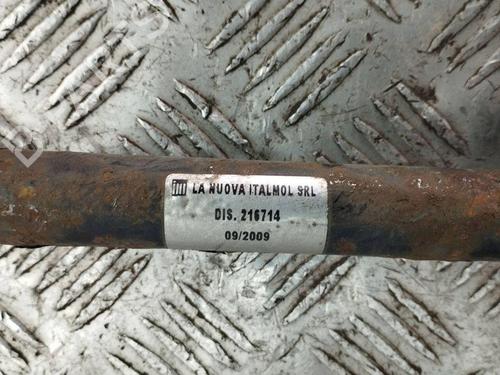 LA NUOVA ITALMOL SRL
DIS. 216714
09/2009